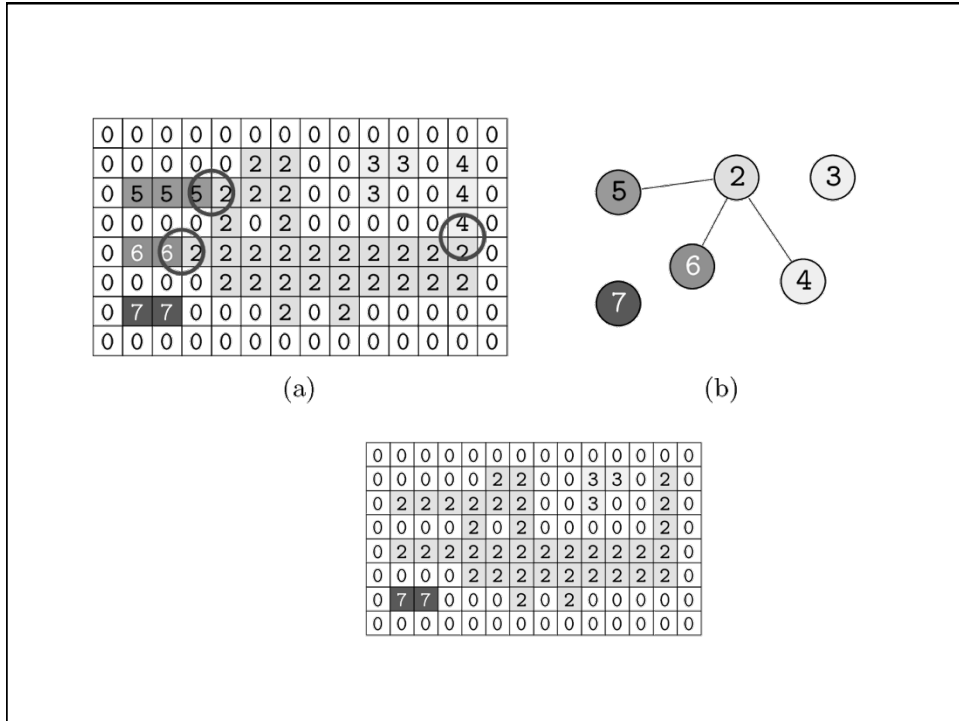 0 0 0 0 0 0 0 0 0 0 0 0 0 0
0 0 0 0 0 2 2 0 0 3 3 0 4 0
0 5 5 5 2 2 2 0 0 3 0 0 4 0
0 0 0 0 2 0 2 0 0 0 0 0 4 0
0 6 6 2 2 2 2 2 2 2 2 2 2 0
0 0 0 0 2 2 2 2 2 2 2 2 2 0
0 7 7 0 0 0 2 0 2 0 0 0 0 0
0 0 0 0 0 0 0 0 0 0 0 0 0 0
(a)
5 2 3
6 4
7
(b)
0 0 0 0 0 0 0 0 0 0 0 0 0 0
0 0 0 0 0 2 2 0 0 3 3 0 2 0
0 2 2 2 2 2 2 0 0 3 0 0 2 0
0 0 0 0 2 0 2 0 0 0 0 0 2 0
0 2 2 2 2 2 2 2 2 2 2 2 2 0
0 0 0 0 2 2 2 2 2 2 2 2 2 0
0 7 7 0 0 0 2 0 2 0 0 0 0 0
0 0 0 0 0 0 0 0 0 0 0 0 0 0